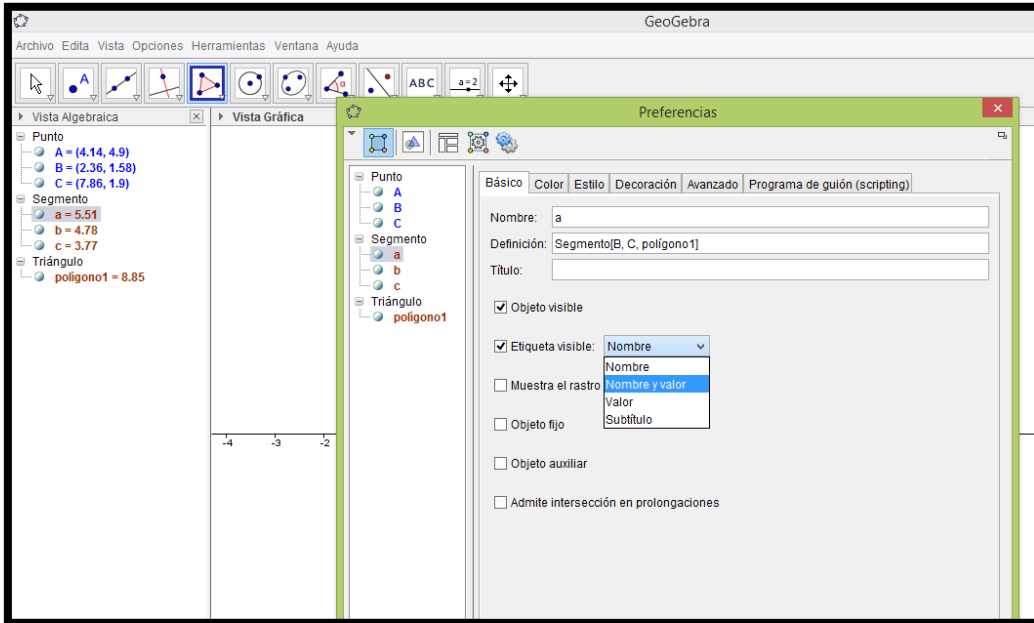 GeoGebra
Archivo Edita Vista Opciones Herramientas Ventana Ayuda
A
α
ABC
a=2
Vista Algebraica
Punto
A = (4.14, 4.9)
B = (2.36, 1.58)
C = (7.86, 1.9)
Segmento
a = 5.51
b = 4.78
c = 3.77
Triángulo
polígono1 = 8.85
Vista Gráfica
-4 -3 -2
Preferencias
Punto
A
B
C
Segmento
a
b
c
Triángulo
polígono1
Básico Color Estilo Decoración Avanzado Programa de guión (scripting)
Nombre: a
Definición: Segmento[B, C, polígono1]
Título:
Objeto visible
Etiqueta visible: Nombre
Nombre
Muestra el rastro Nombre y valor
Valor
Subtítulo
Objeto fijo
Objeto auxiliar
Admite intersección en prolongaciones